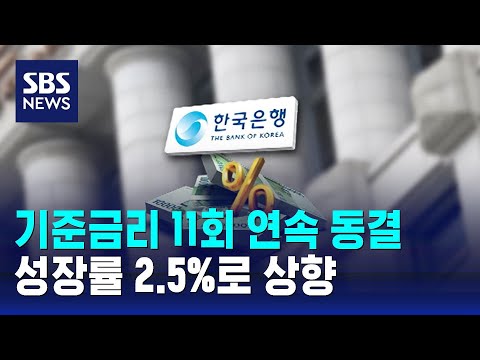 SBS
NEWS
한국은행
THE BANK OF KOREA
%
기준금리 11회 연속 동결
성장률 2.5%로 상향